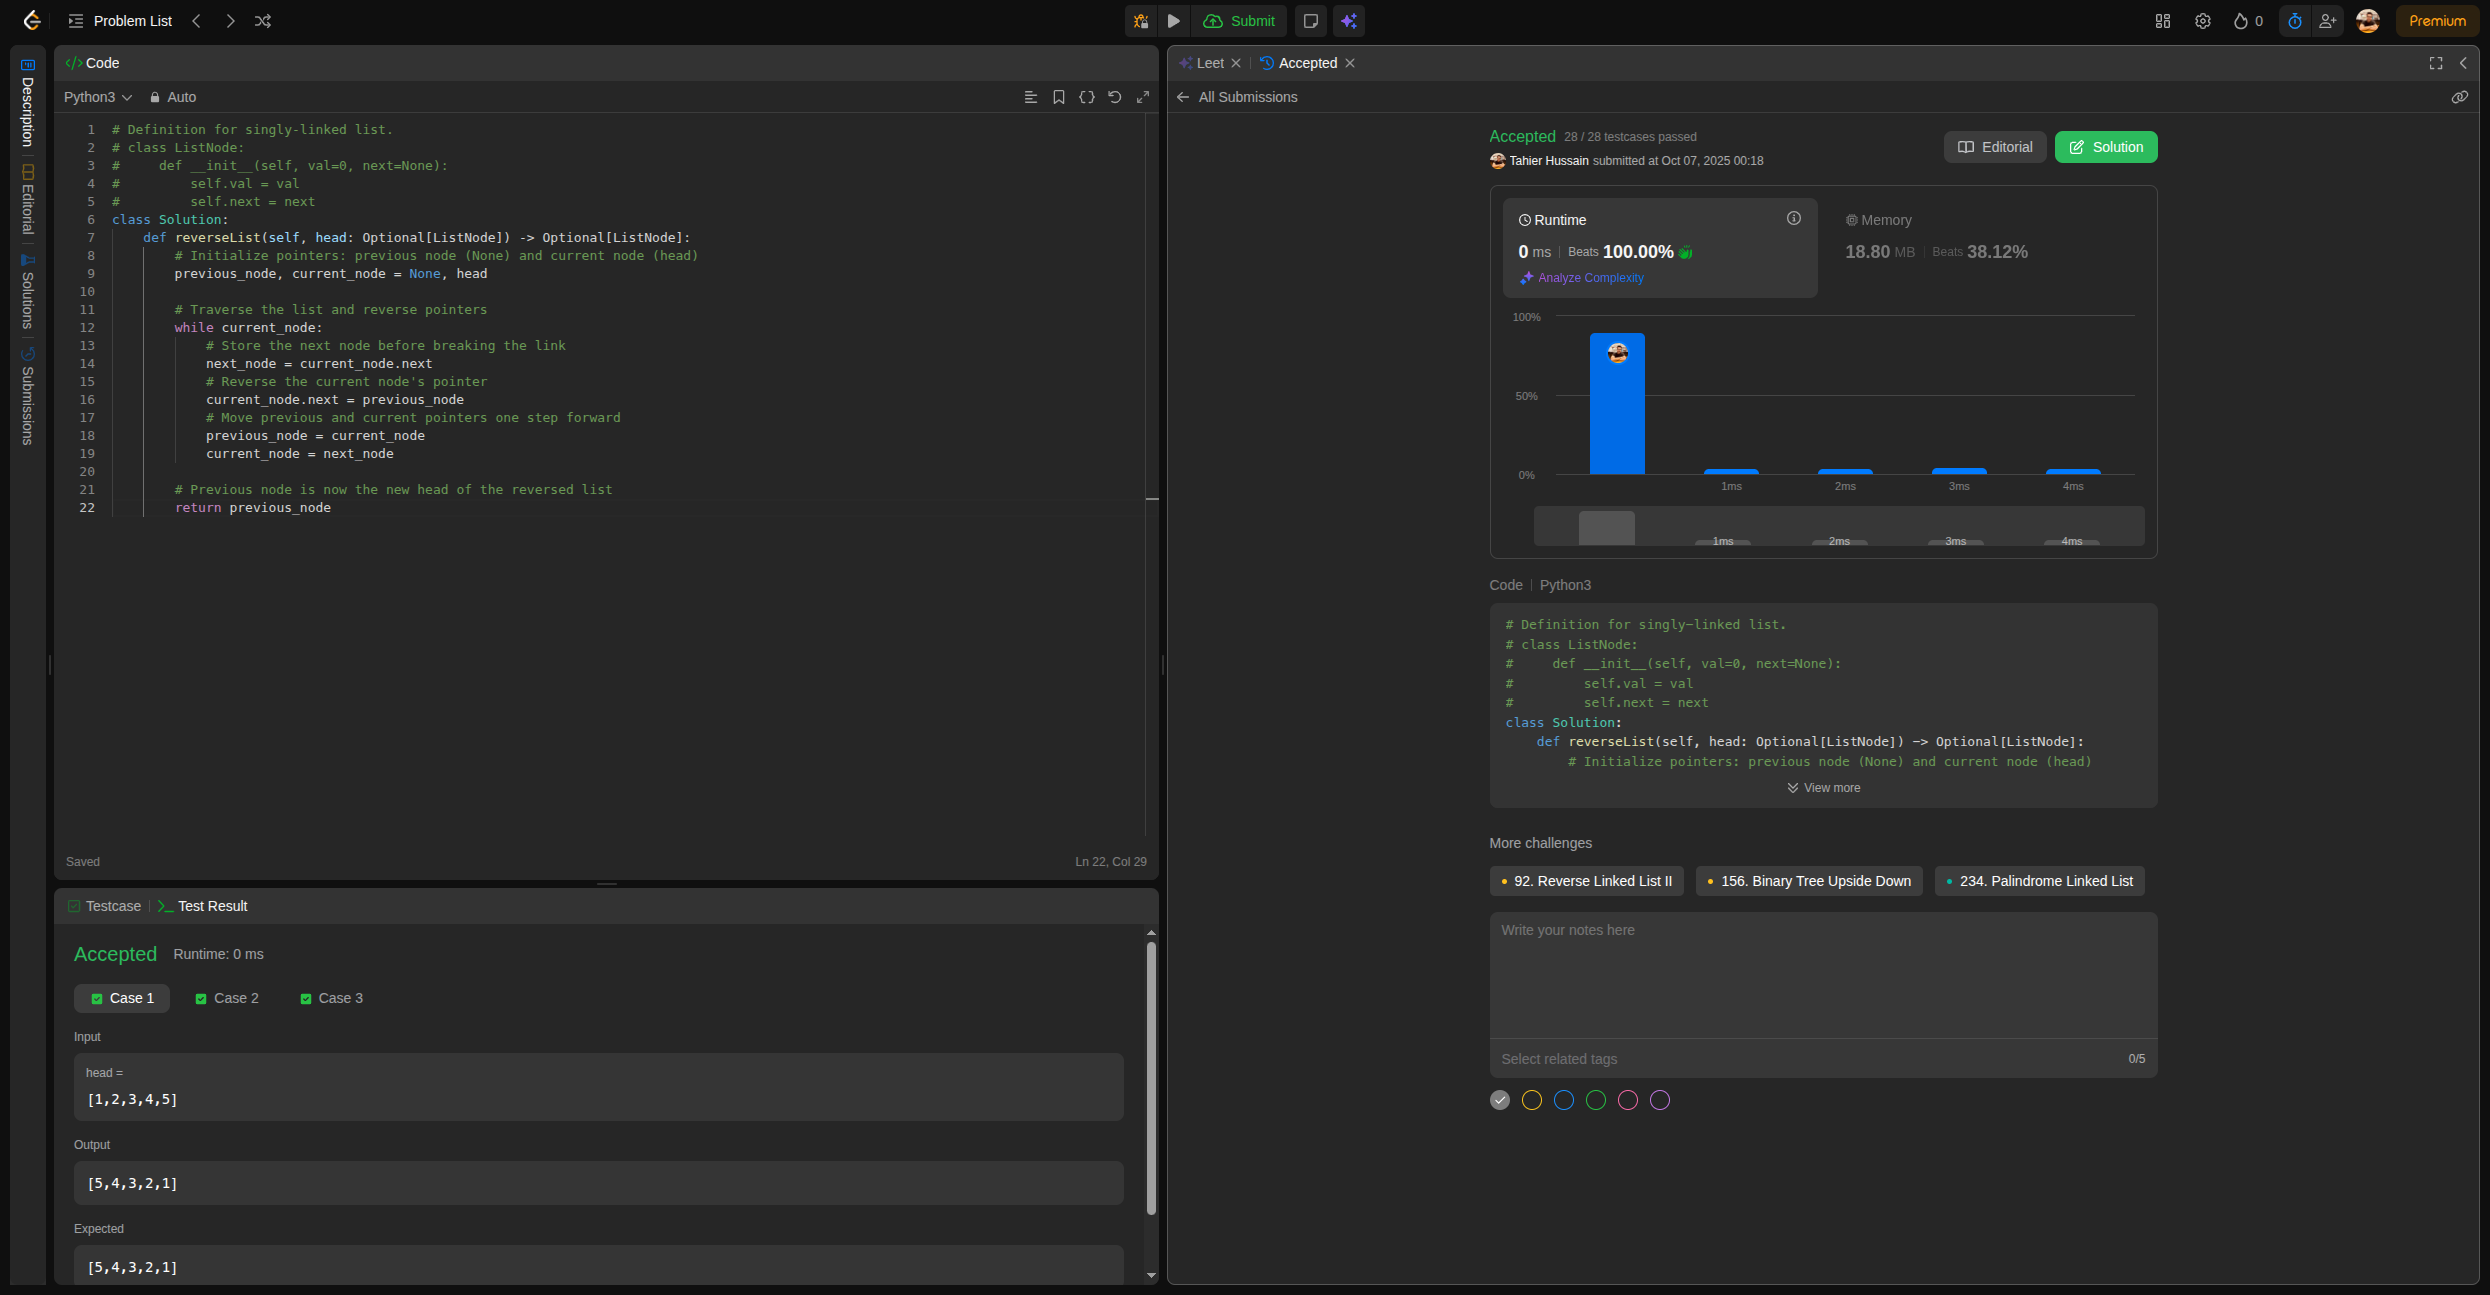 Problem List
Submit
0
Premium
Description
Editorial
Solutions
Submissions
Code
Python3
Auto
1 # Definition for singly-linked list.
2 # class ListNode:
3 #     def __init__(self, val=0, next=None):
4 #         self.val = val
5 #         self.next = next
6 class Solution:
7     def reverseList(self, head: Optional[ListNode]) -> Optional[ListNode]:
8         # Initialize pointers: previous node (None) and current node (head)
9         previous_node, current_node = None, head
10
11         # Traverse the list and reverse pointers
12         while current_node:
13             # Store the next node before breaking the link
14             next_node = current_node.next
15             # Reverse the current node's pointer
16             current_node.next = previous_node
17             # Move previous and current pointers one step forward
18             previous_node = current_node
19             current_node = next_node
20
21         # Previous node is now the new head of the reversed list
22         return previous_node
Saved
Ln 22, Col 29
Testcase
Test Result
Accepted Runtime: 0 ms
Case 1
Case 2
Case 3
Input
head =
[1,2,3,4,5]
Output
[5,4,3,2,1]
Expected
[5,4,3,2,1]
Leet
Accepted
All Submissions
Accepted 28 / 28 testcases passed
Tahier Hussain submitted at Oct 07, 2025 00:18
Editorial
Solution
Runtime
0 ms Beats 100.00%
Analyze Complexity
Memory
18.80 MB Beats 38.12%
100%
50%
0%
1ms
2ms
3ms
4ms
1ms
2ms
3ms
4ms
Code Python3
# Definition for singly-linked list.
# class ListNode:
#     def __init__(self, val=0, next=None):
#         self.val = val
#         self.next = next
class Solution:
    def reverseList(self, head: Optional[ListNode]) -> Optional[ListNode]:
        # Initialize pointers: previous node (None) and current node (head)
View more
More challenges
92. Reverse Linked List II
156. Binary Tree Upside Down
234. Palindrome Linked List
Write your notes here
Select related tags
0/5